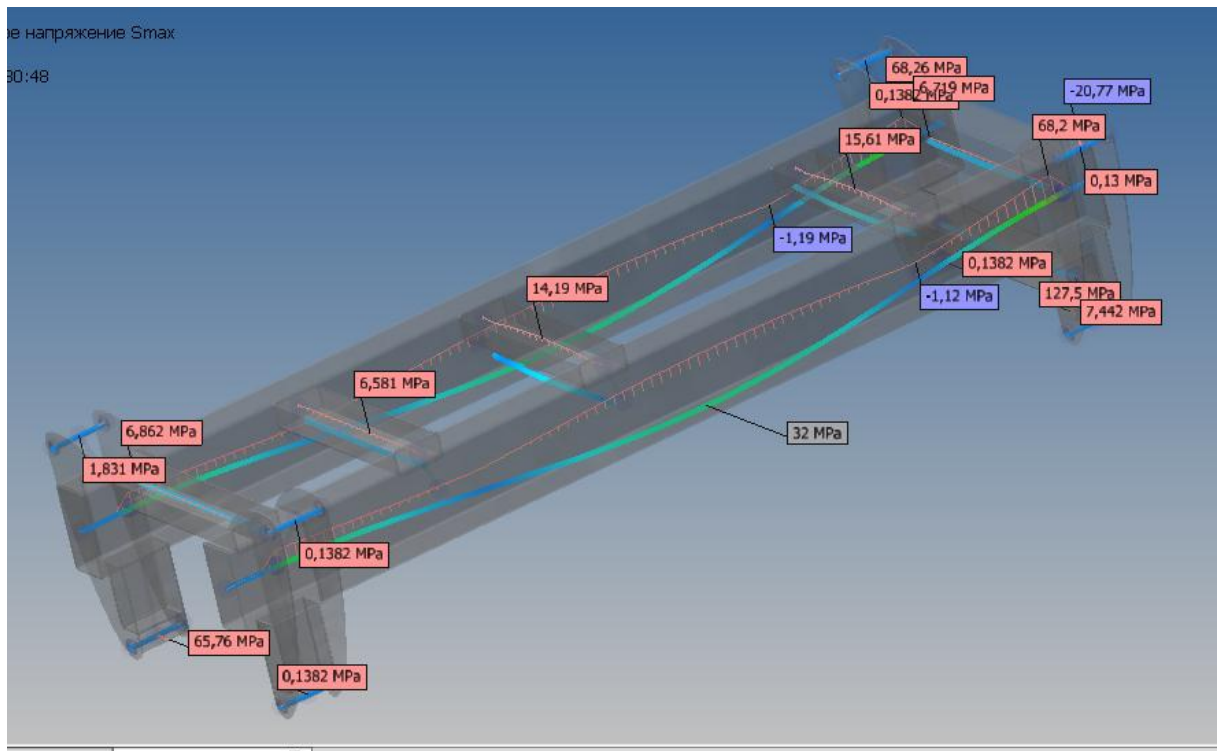 ое напряжение Smax
30:48
68,26 MPa
0,1382 MPa
6,719 MPa
-20,77 MPa
68,2 MPa
15,61 MPa
0,13 MPa
-1,19 MPa
0,1382 MPa
14,19 MPa
-1,12 MPa
127,5 MPa
7,442 MPa
6,581 MPa
6,862 MPa
32 MPa
1,831 MPa
0,1382 MPa
65,76 MPa
0,1382 MPa